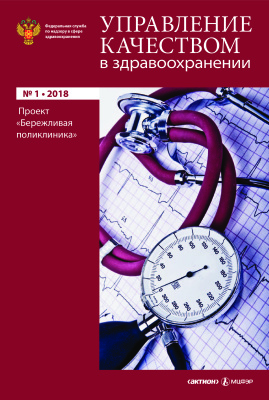 Федеральная служба
по надзору в сфере
здравоохранения
УПРАВЛЕНИЕ
КАЧЕСТВОМ
в здравоохранении
№ 1 • 2018
Проект
«Бережливая
поликлиника»
‹АКТИОН› МЦФЭР